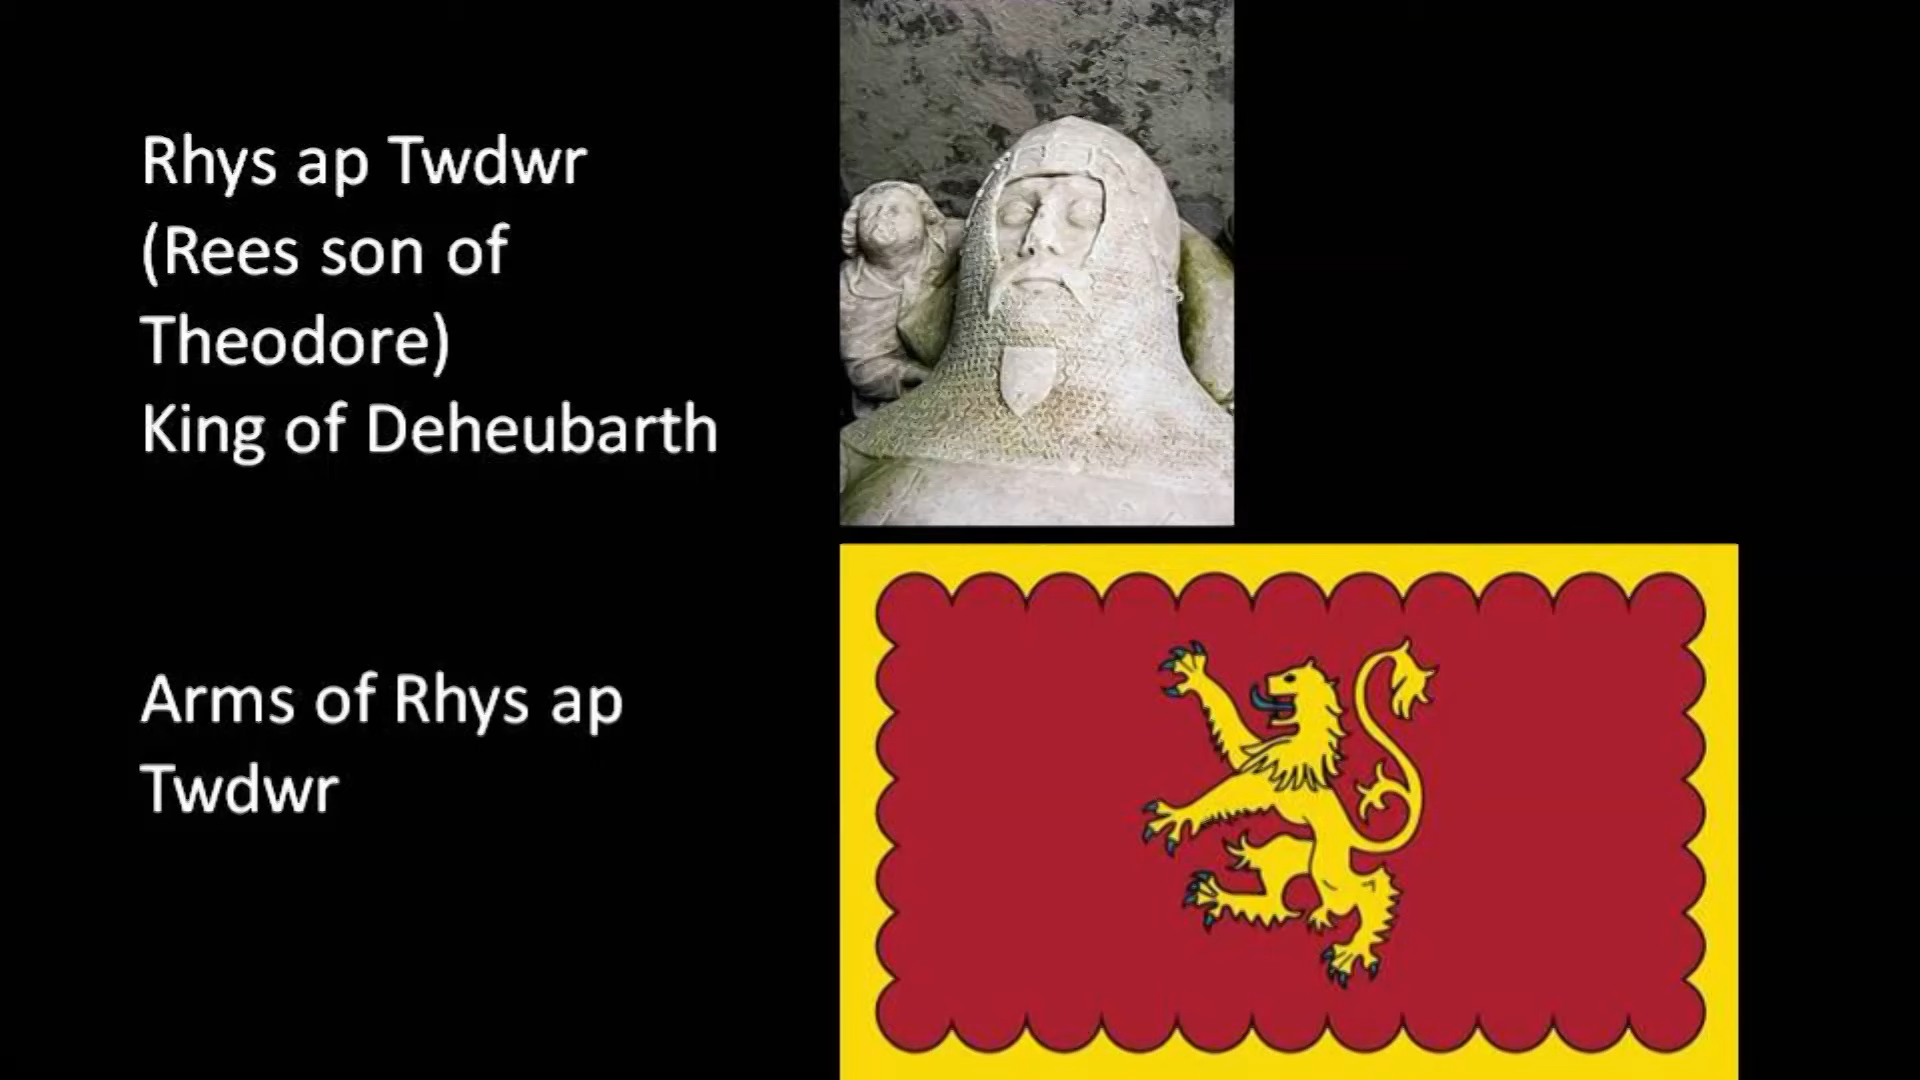 Rhys ap Twdwr
(Rees son of
Theodore)
King of Deheubarth
Arms of Rhys ap
Twdwr